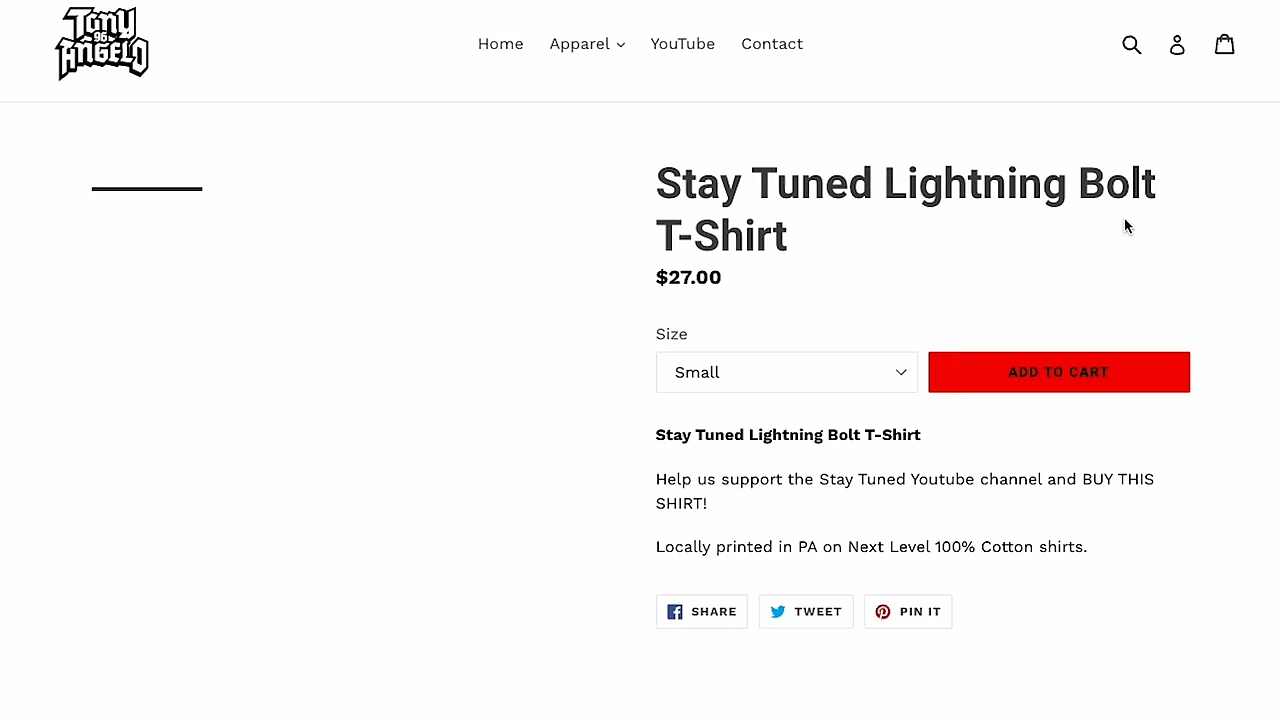 Tony
96
Angelo
Home
Apparel
YouTube
Contact
Stay Tuned Lightning Bolt
T-Shirt
$27.00
Size
Small
ADD TO CART
Stay Tuned Lightning Bolt T-Shirt
Help us support the Stay Tuned Youtube channel and BUY THIS
SHIRT!
Locally printed in PA on Next Level 100% Cotton shirts.
SHARE
TWEET
PIN IT